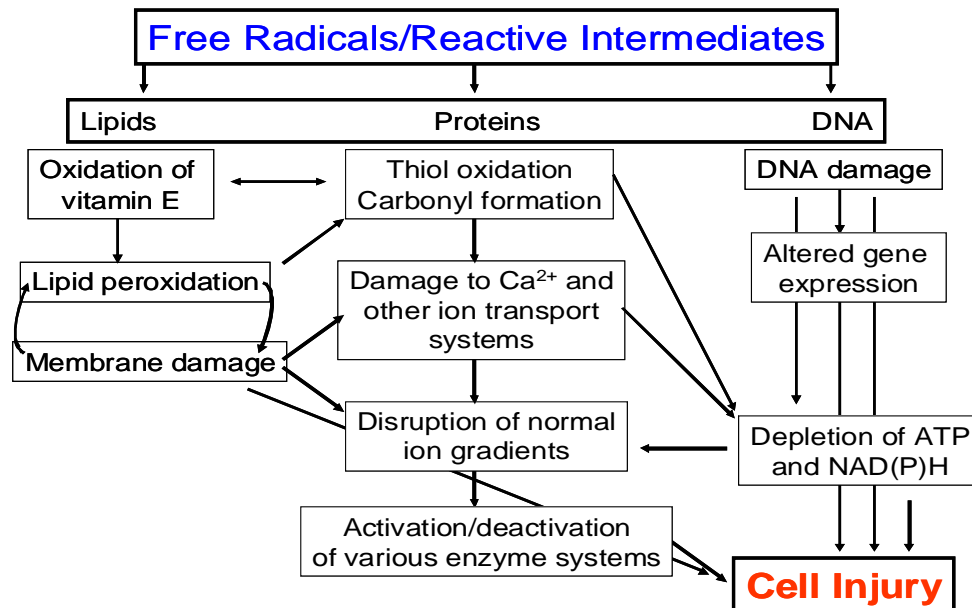 Free Radicals/Reactive Intermediates
Lipids Proteins DNA
Oxidation of
vitamin E
Thiol oxidation
Carbonyl formation
DNA damage
Lipid peroxidation
Damage to Ca²⁺ and
other ion transport
systems
Altered gene
expression
Membrane damage
Disruption of normal
ion gradients
Depletion of ATP
and NAD(P)H
Activation/deactivation
of various enzyme systems
Cell Injury